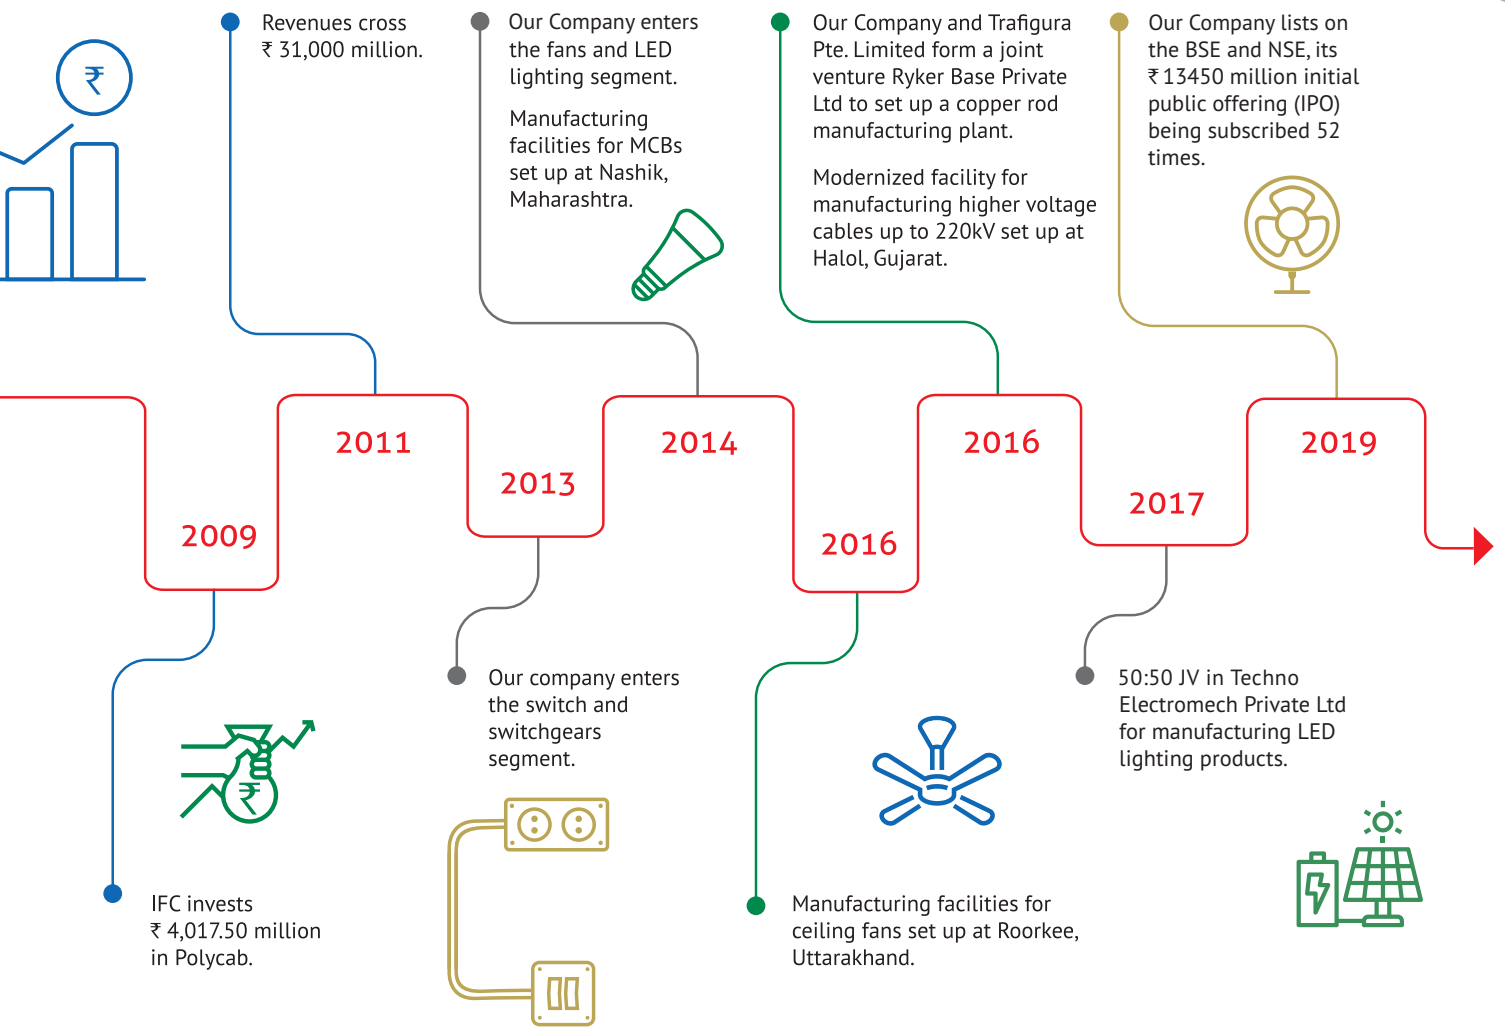 Revenues cross
₹ 31,000 million.
Our Company enters
the fans and LED
lighting segment.
Manufacturing
facilities for MCBs
set up at Nashik,
Maharashtra.
Our Company and Trafigura
Pte. Limited form a joint
venture Ryker Base Private
Ltd to set up a copper rod
manufacturing plant.
Modernized facility for
manufacturing higher voltage
cables up to 220kV set up at
Halol, Gujarat.
Our Company lists on
the BSE and NSE, its
₹ 13450 million initial
public offering (IPO)
being subscribed 52
times.
₹
2009
2011
2013
2014
2016
2016
2017
2019
IFC invests
₹ 4,017.50 million
in Polycab.
₹
Our company enters
the switch and
switchgears
segment.
Manufacturing facilities for
ceiling fans set up at Roorkee,
Uttarakhand.
50:50 JV in Techno
Electromech Private Ltd
for manufacturing LED
lighting products.